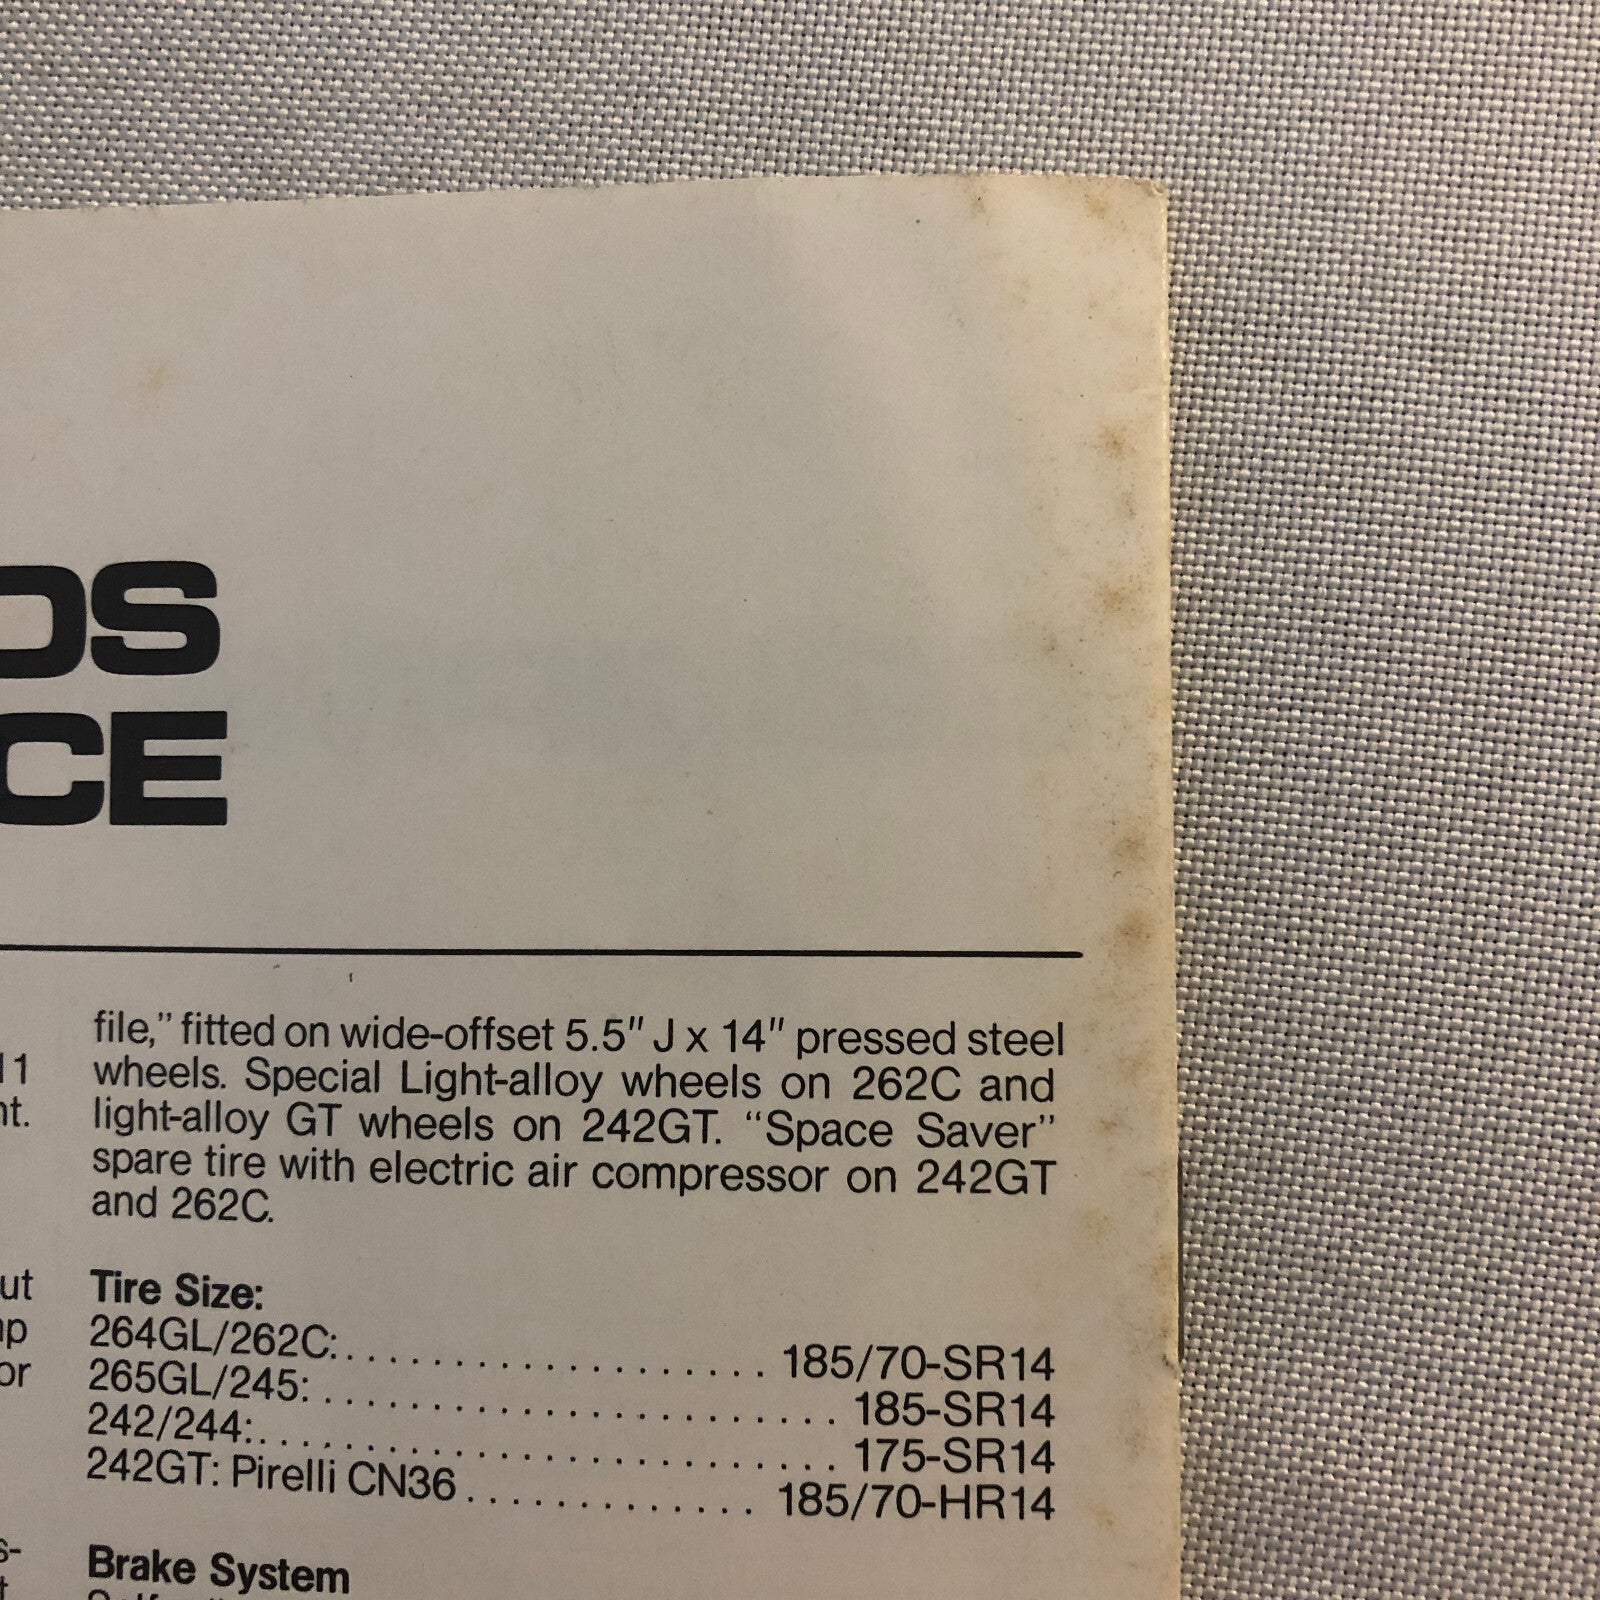 file," fitted on wide-offset 5.5" J x 14" pressed steel
wheels. Special Light-alloy wheels on 262C and
light-alloy GT wheels on 242GT. "Space Saver"
spare tire with electric air compressor on 242GT
and 262C.
Tire Size:
264GL/262C: 185/70-SR14
265GL/245: 185-SR14
242/244: 175-SR14
242GT: Pirelli CN36 185/70-HR14
Brake System